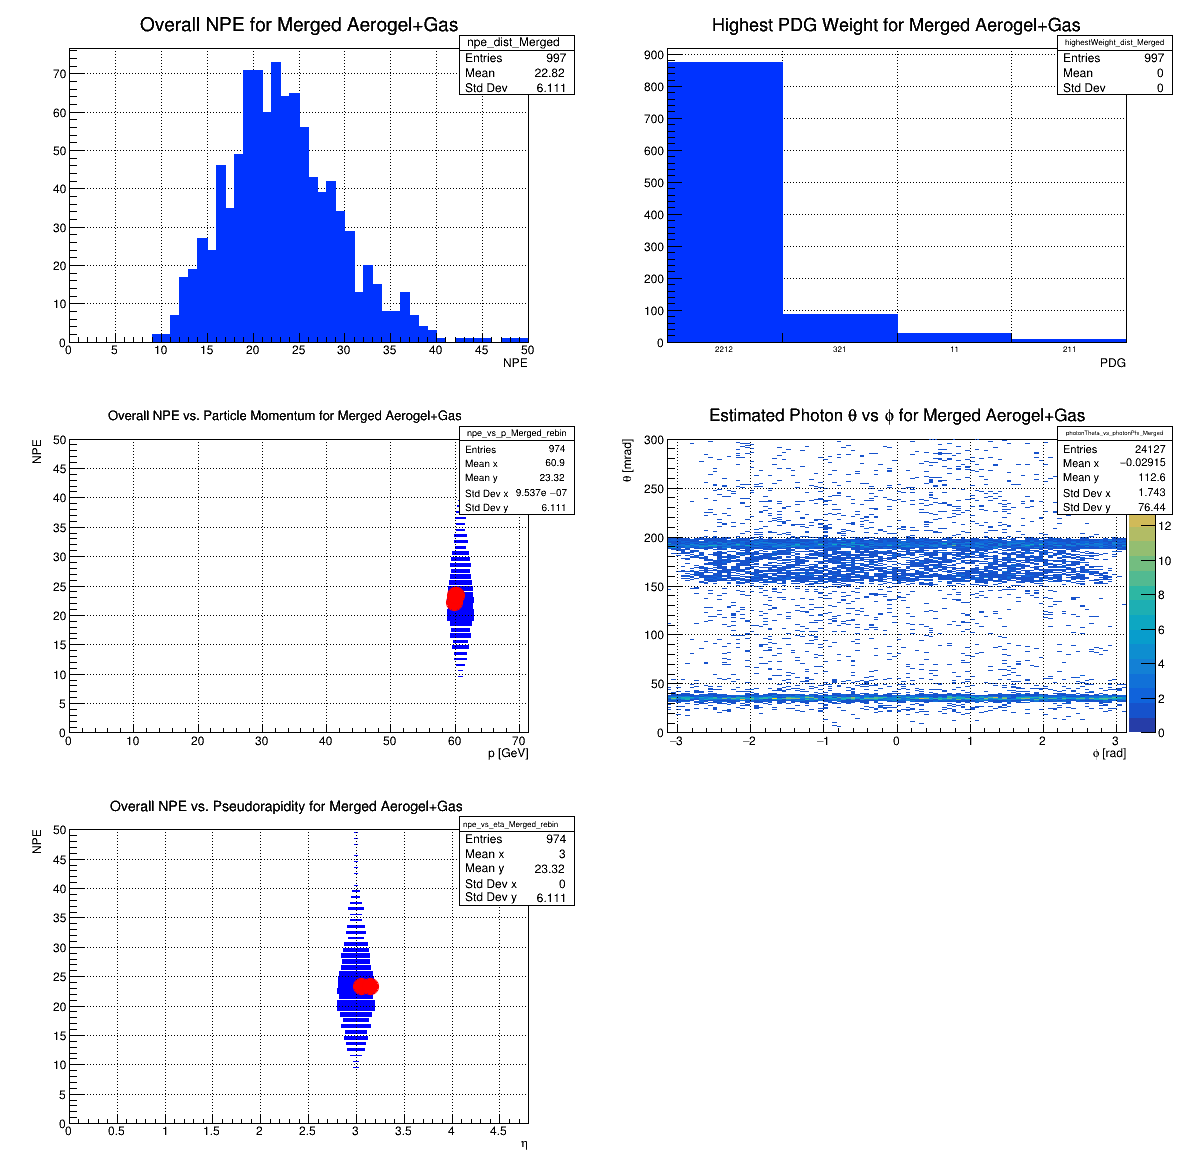 Overall NPE for Merged Aerogel+Gas
npe_dist_Merged
Entries 997
Mean 22.82
Std Dev 6.111
70
60
50
40
30
20
10
0
0 5 10 15 20 25 30 35 40 45 50
NPE
Highest PDG Weight for Merged Aerogel+Gas
highestWeight_dist_Merged
Entries 997
Mean 0
Std Dev 0
900
800
700
600
500
400
300
200
100
0
2212 321 11 211
PDG
Overall NPE vs. Particle Momentum for Merged Aerogel+Gas
npe_vs_p_Merged_rebin
Entries 974
Mean x 60.9
Mean y 23.32
Std Dev x 9.537e −07
Std Dev y 6.111
NPE
50
45
40
35
30
25
20
15
10
5
0
0 10 20 30 40 50 60 70
p [GeV]
Estimated Photon θ vs ϕ for Merged Aerogel+Gas
photonTheta_vs_photonPhi_Merged
Entries 24127
Mean x −0.02915
Mean y 112.6
Std Dev x 1.743
Std Dev y 76.44
θ [mrad]
300
250
200
150
100
50
0
−3 −2 −1 0 1 2 3
ϕ [rad]
12
10
8
6
4
2
0
Overall NPE vs. Pseudorapidity for Merged Aerogel+Gas
npe_vs_eta_Merged_rebin
Entries 974
Mean x 3
Mean y 23.32
Std Dev x 0
Std Dev y 6.111
NPE
50
45
40
35
30
25
20
15
10
5
0
0 0.5 1 1.5 2 2.5 3 3.5 4 4.5
η